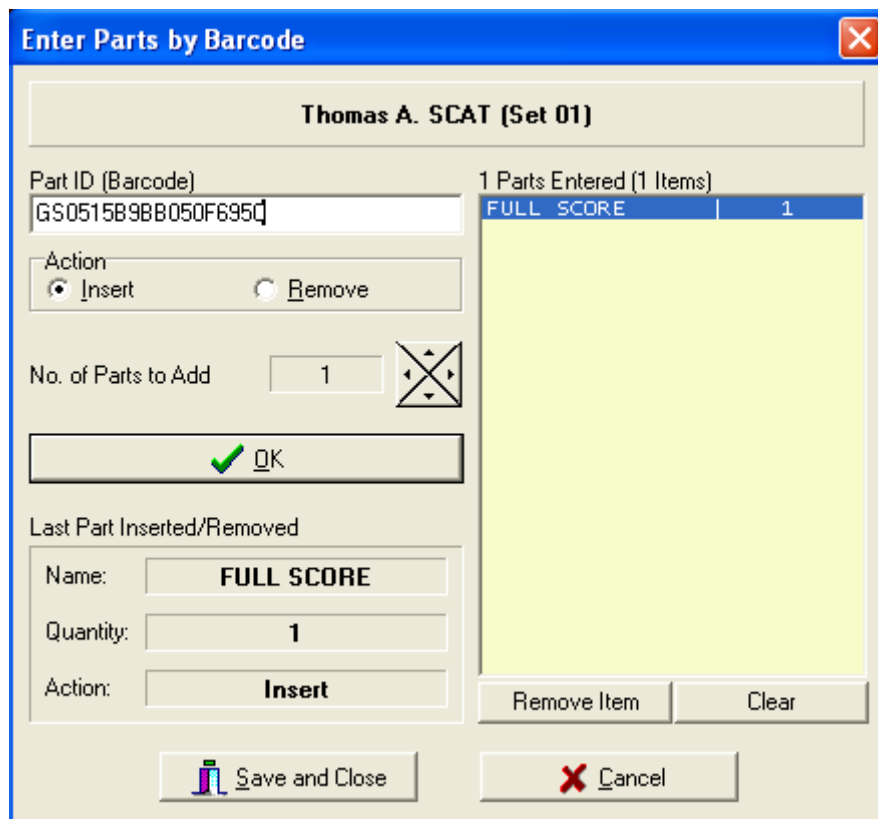 Enter Parts by Barcode
Thomas A. SCAT (Set 01)
Part ID (Barcode)
GS0515B9BB050F695C
Action
Insert
Remove
No. of Parts to Add
1
OK
Last Part Inserted/Removed
Name:
FULL SCORE
Quantity:
1
Action:
Insert
1 Parts Entered (1 Items)
FULL SCORE | 1
Remove Item
Clear
Save and Close
Cancel